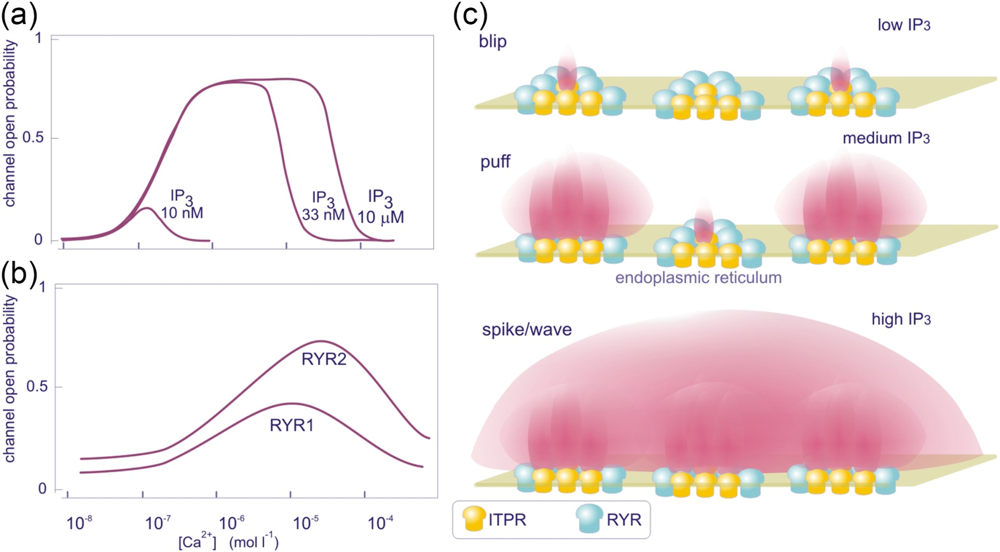 (a)
channel open probability
1
0.5
0
IP3
10 nM
IP3
33 nM
IP3
10 µM
(b)
channel open probability
1
0.5
0
RYR2
RYR1
10-8 10-7 10-6 10-5 10-4
[Ca2+] (mol l-1)
(c)
low IP3
blip
medium IP3
puff
endoplasmic reticulum
high IP3
spike/wave
ITPR RYR